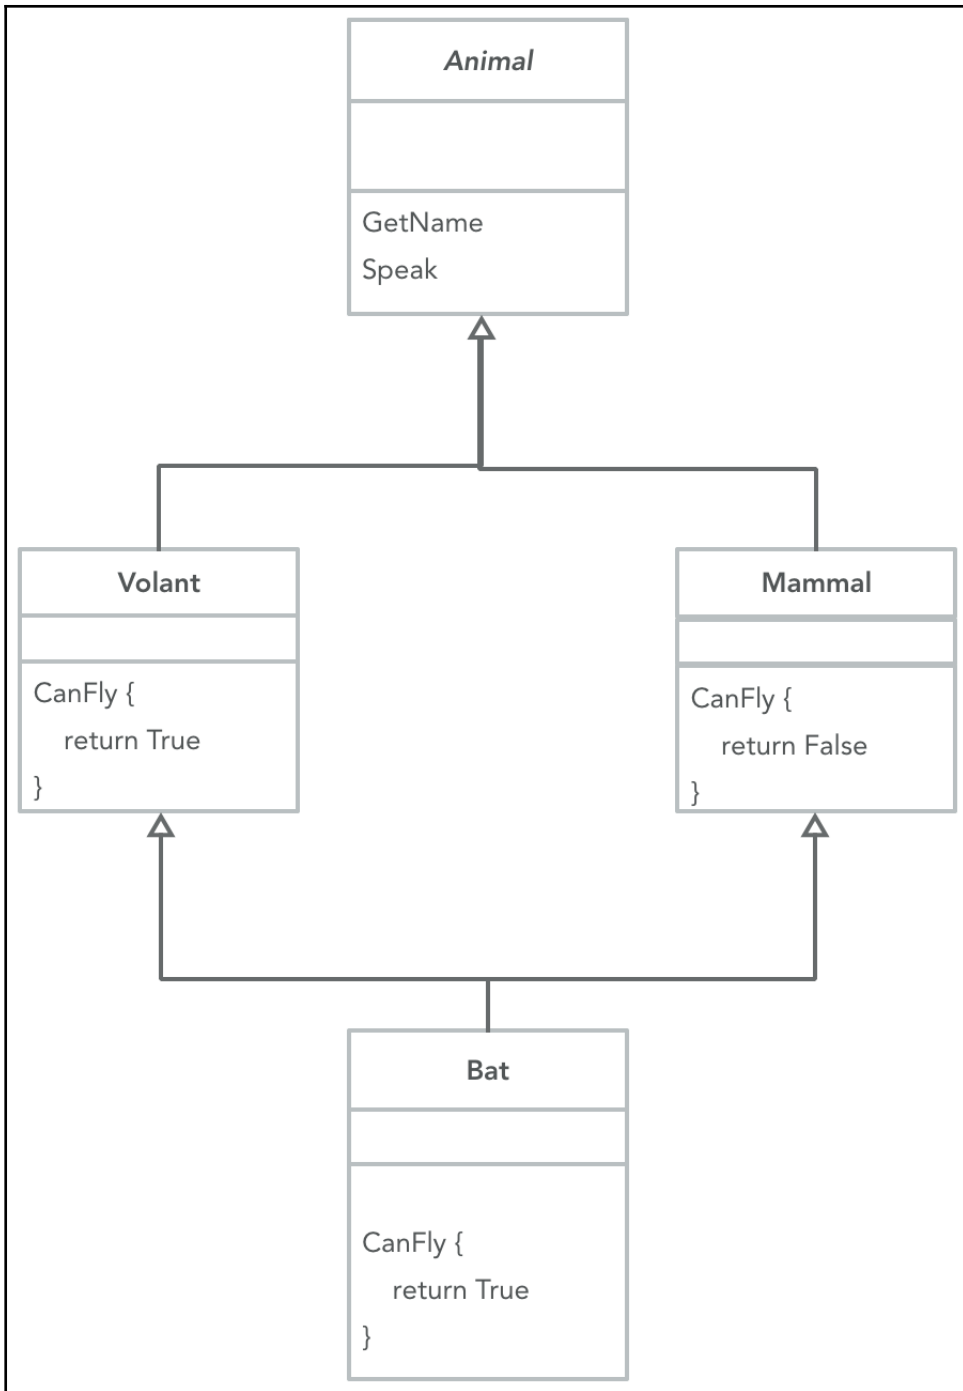 Animal
GetName
Speak
Volant
CanFly {
return True
}
Mammal
CanFly {
return False
}
Bat
CanFly {
return True
}